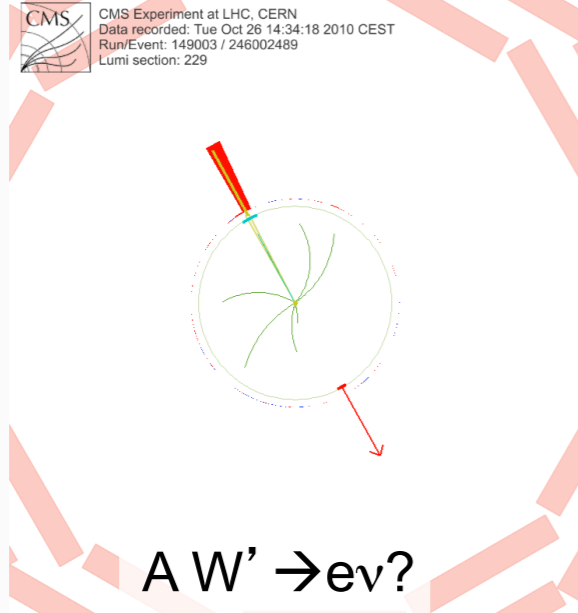 CMS
CMS Experiment at LHC, CERN
Data recorded: Tue Oct 26 14:34:18 2010 CEST
Run/Event: 149003 / 246002489
Lumi section: 229
A W’ →eν?